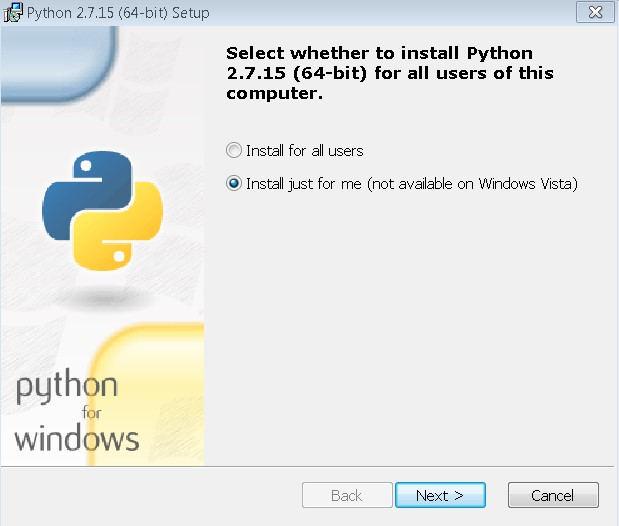 Python 2.7.15 (64-bit) Setup
Select whether to install Python
2.7.15 (64-bit) for all users of this
computer.
Install for all users
Install just for me (not available on Windows Vista)
python
for
windows
Back
Next >
Cancel